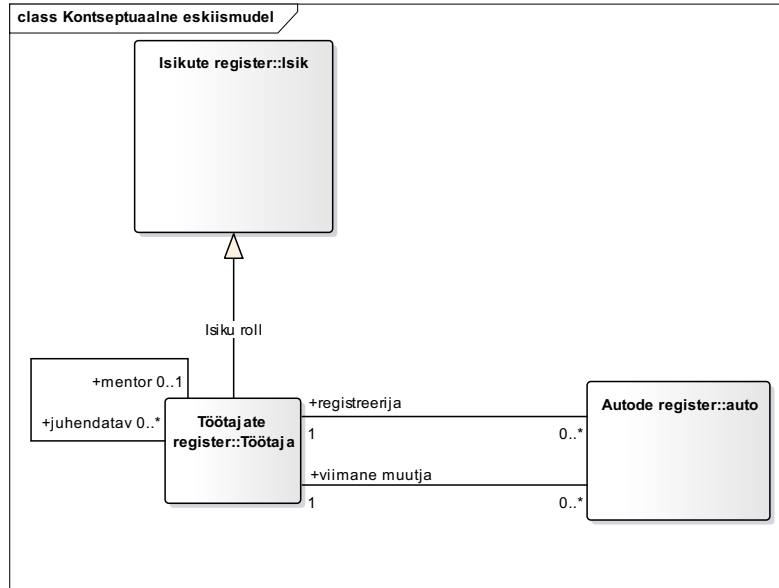 class Kontseptuaalne eskiismudel
Isikute register::Isik
Isiku roll
+mentor 0..1
+juhendatav 0..*
Töötajate
register::Töötaja
+registreerija
1
0..*
+viimane muutja
1
0..*
Autode register::auto